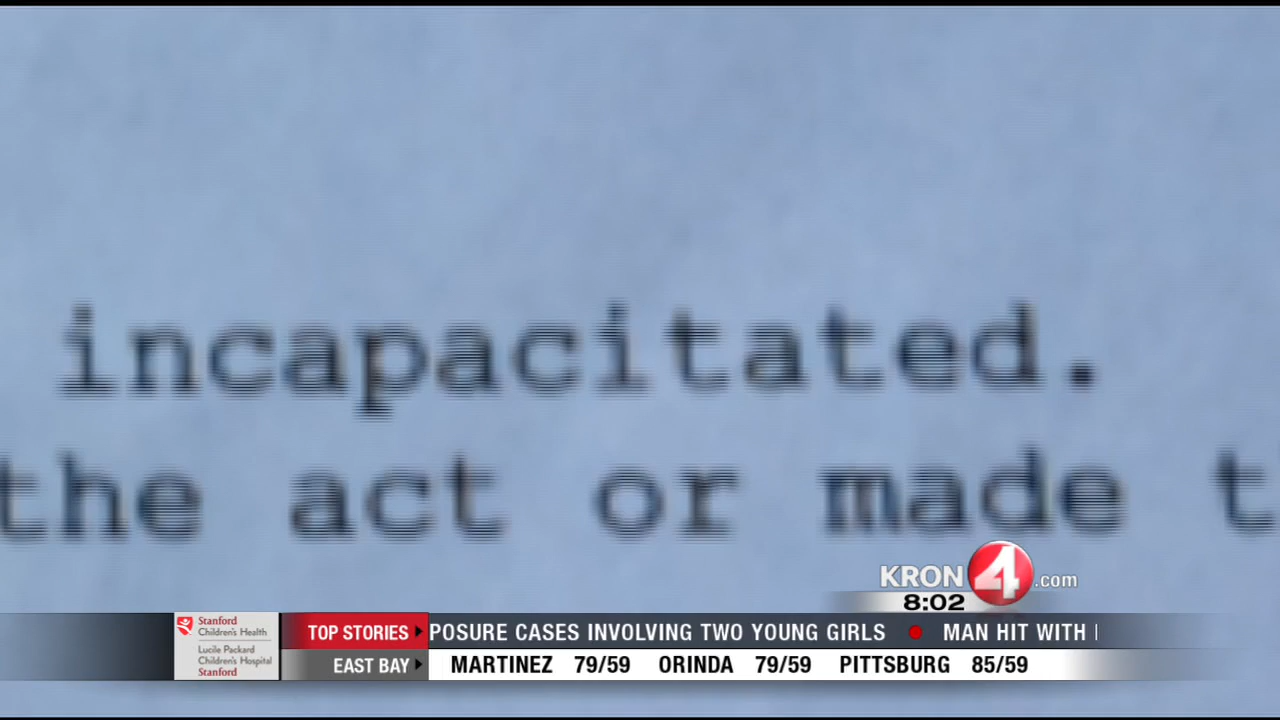 incapacitated.
the act or made t
KRON 4 .com
8:02
Stanford
Children's Health
Lucile Packard
Children's Hospital
Stanford
TOP STORIES POSURE CASES INVOLVING TWO YOUNG GIRLS MAN HIT WITH
EAST BAY MARTINEZ 79/59 ORINDA 79/59 PITTSBURG 85/59